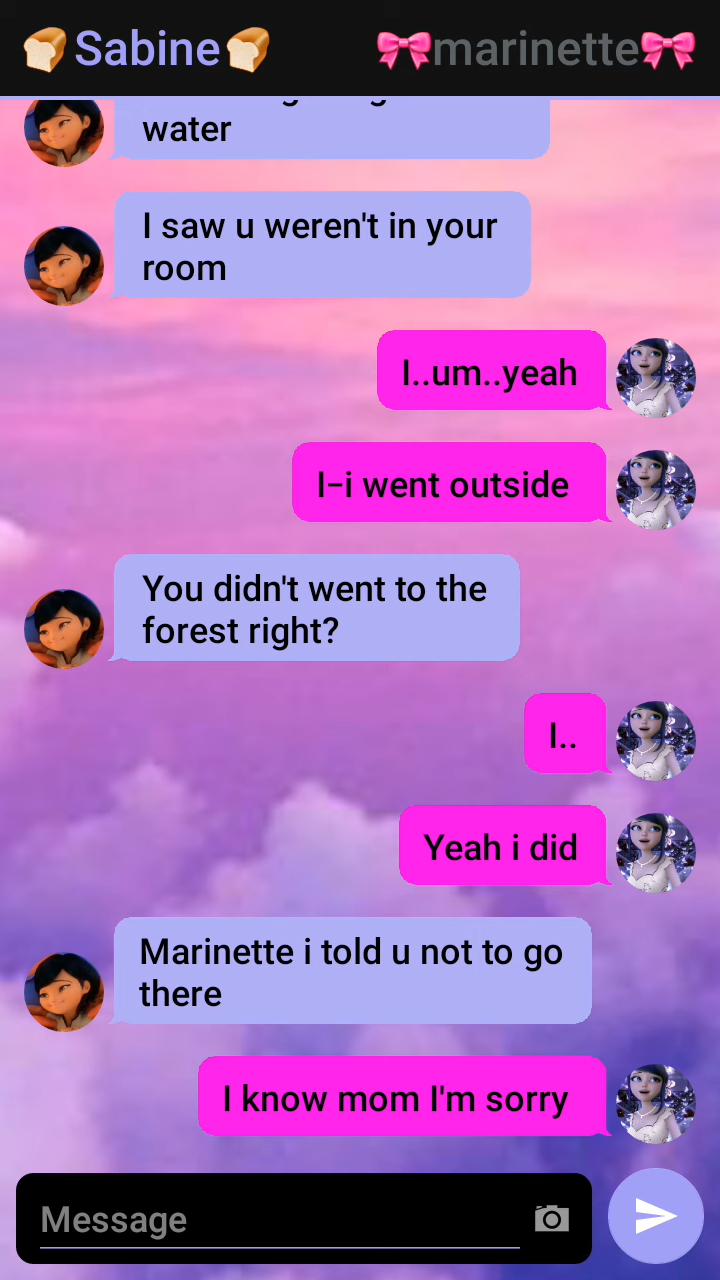 🍞Sabine🍞 🎀marinette🎀
water
I saw u weren't in your
room
I..um..yeah
I-i went outside
You didn't went to the
forest right?
I..
Yeah i did
Marinette i told u not to go
there
I know mom I'm sorry
Message